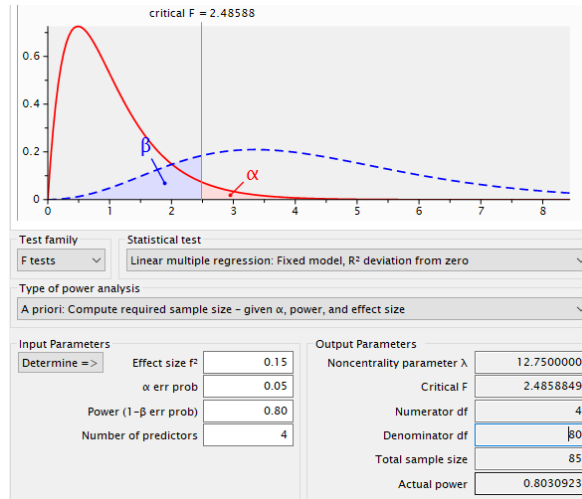 critical F = 2.48588
0.6
0.4
0.2
0
β
α
0 1 2 3 4 5 6 7 8
Test family
Statistical test
F tests
Linear multiple regression: Fixed model, R² deviation from zero
Type of power analysis
A priori: Compute required sample size – given α, power, and effect size
Input Parameters
Output Parameters
Determine =>
Effect size f²
0.15
Noncentrality parameter λ
12.7500000
α err prob
0.05
Critical F
2.4858849
Power (1-β err prob)
0.80
Numerator df
4
Number of predictors
4
Denominator df
80
Total sample size
85
Actual power
0.8030923